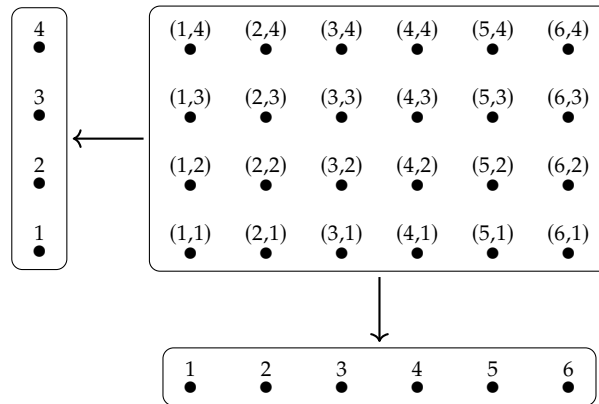 4 (1,4) (2,4) (3,4) (4,4) (5,4) (6,4)
3 (1,3) (2,3) (3,3) (4,3) (5,3) (6,3)
2 (1,2) (2,2) (3,2) (4,2) (5,2) (6,2)
1 (1,1) (2,1) (3,1) (4,1) (5,1) (6,1)
1 2 3 4 5 6